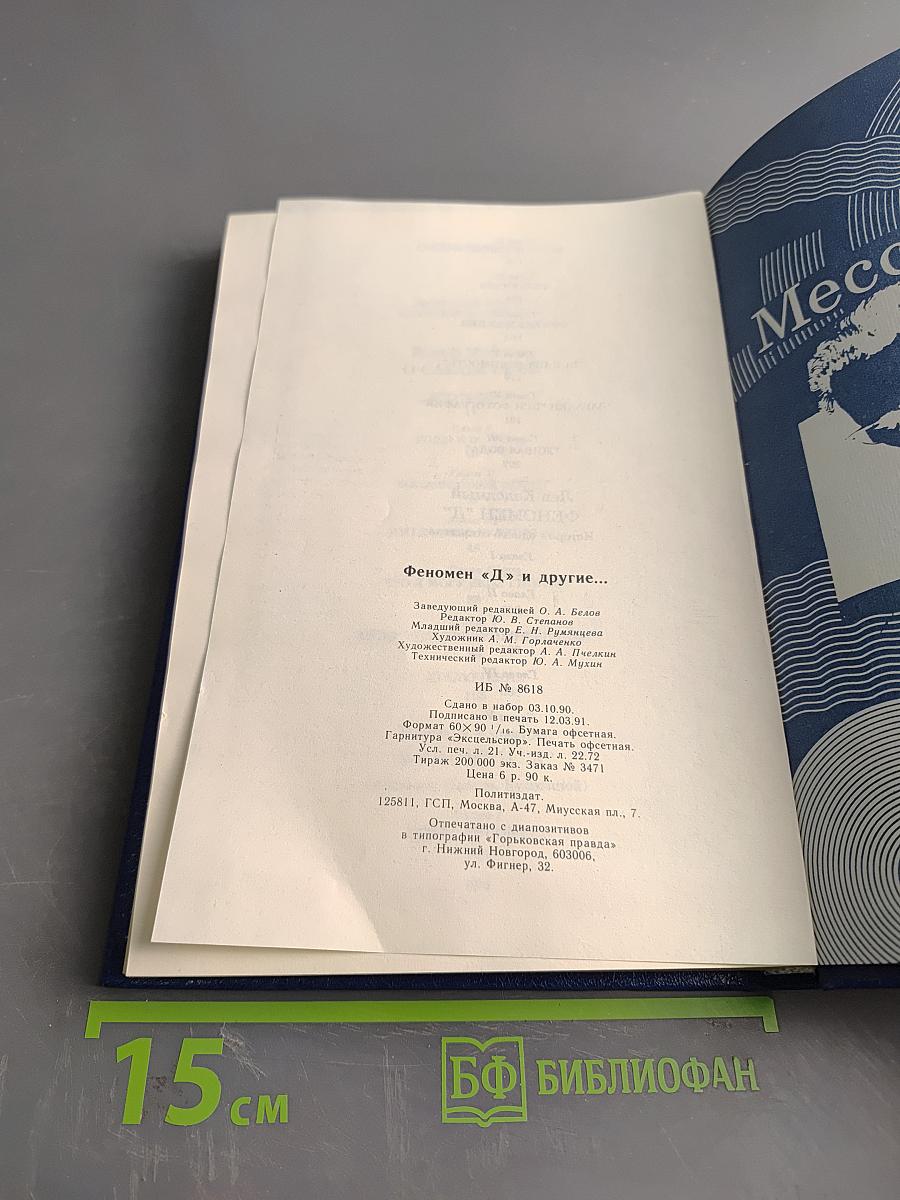 Феномен «Д» и другие...
Заведующий редакцией О. А. Белов
Редактор Ю. В. Степанов
Младший редактор Е. Н. Румянцева
Художник А. М. Горлаченко
Художественный редактор А. А. Пчелкин
Технический редактор Ю. А. Мухин
ИБ № 8618
Сдано в набор 03.10.90.
Подписано в печать 12.03.91.
Формат 60×90 1/16. Бумага офсетная.
Гарнитура «Эксцельсиор». Печать офсетная.
Усл. печ. л. 21. Уч.-изд. л. 22.72
Тираж 200 000 экз. Заказ № 3471
Цена 6 р. 90 к.
Политиздат.
125811, ГСП, Москва, А-47, Миусская пл., 7.
Отпечатано с диапозитивов
в типографии «Горьковская правда»
г. Нижний Новгород, 603006,
ул. Фигнер, 32.
Месс
15 см
БФ БИБЛИОФАН